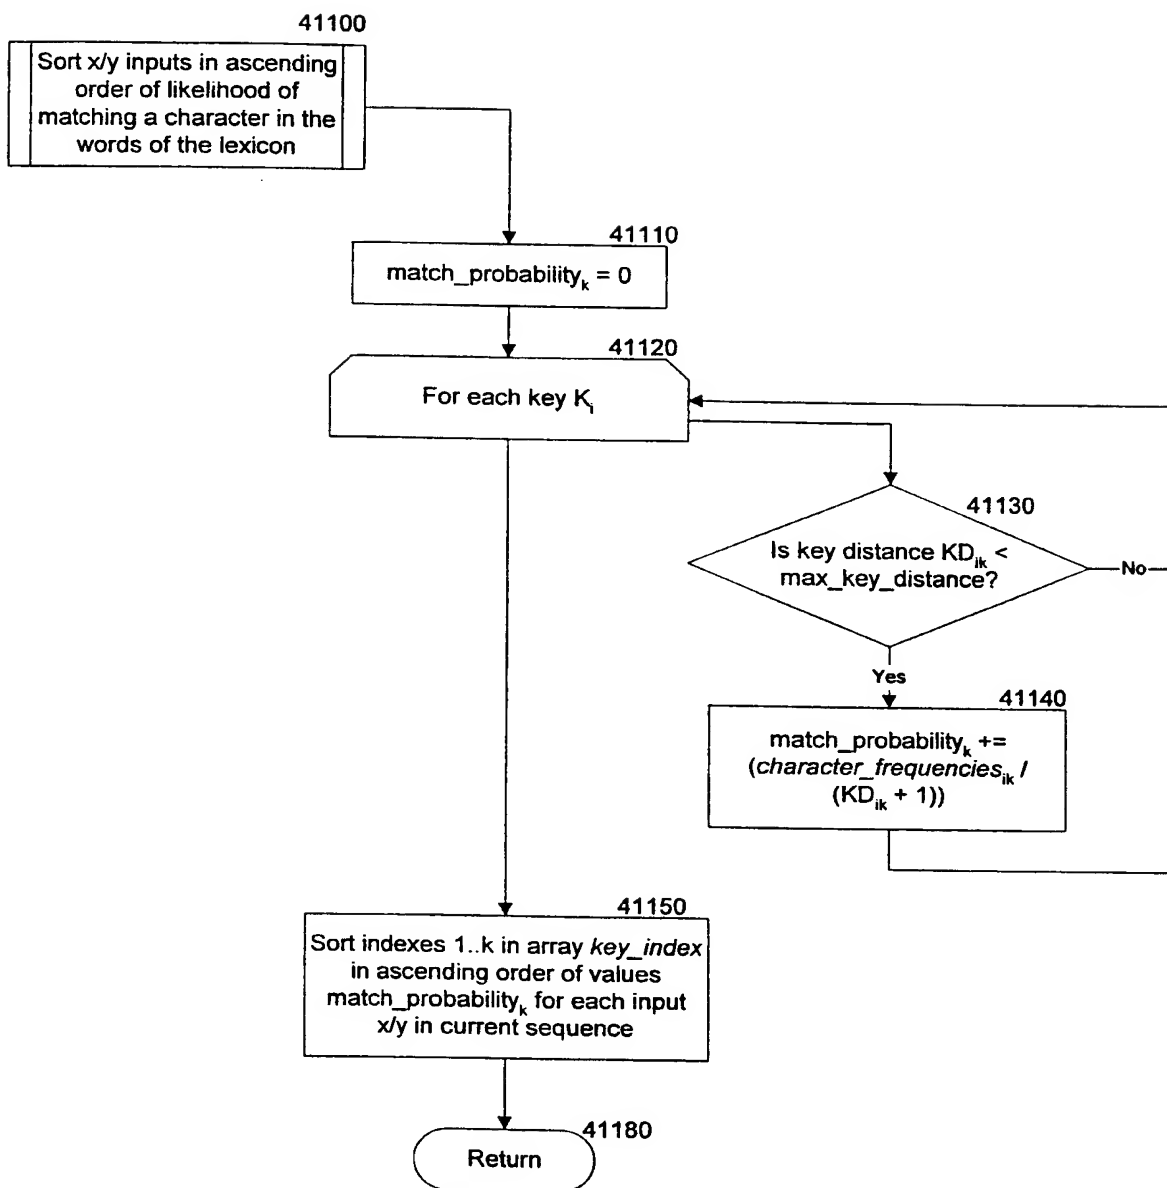 41100
Sort x/y inputs in ascending
order of likelihood of
matching a character in the
words of the lexicon
41110
match_probabilityₖ = 0
41120
For each key Kᵢ
41130
Is key distance KDᵢₖ <
max_key_distance?
No
Yes
41140
match_probabilityₖ +=
(character_frequenciesᵢₖ /
(KDᵢₖ + 1))
41150
Sort indexes 1..k in array key_index
in ascending order of values
match_probabilityₖ for each input
x/y in current sequence
41180
Return